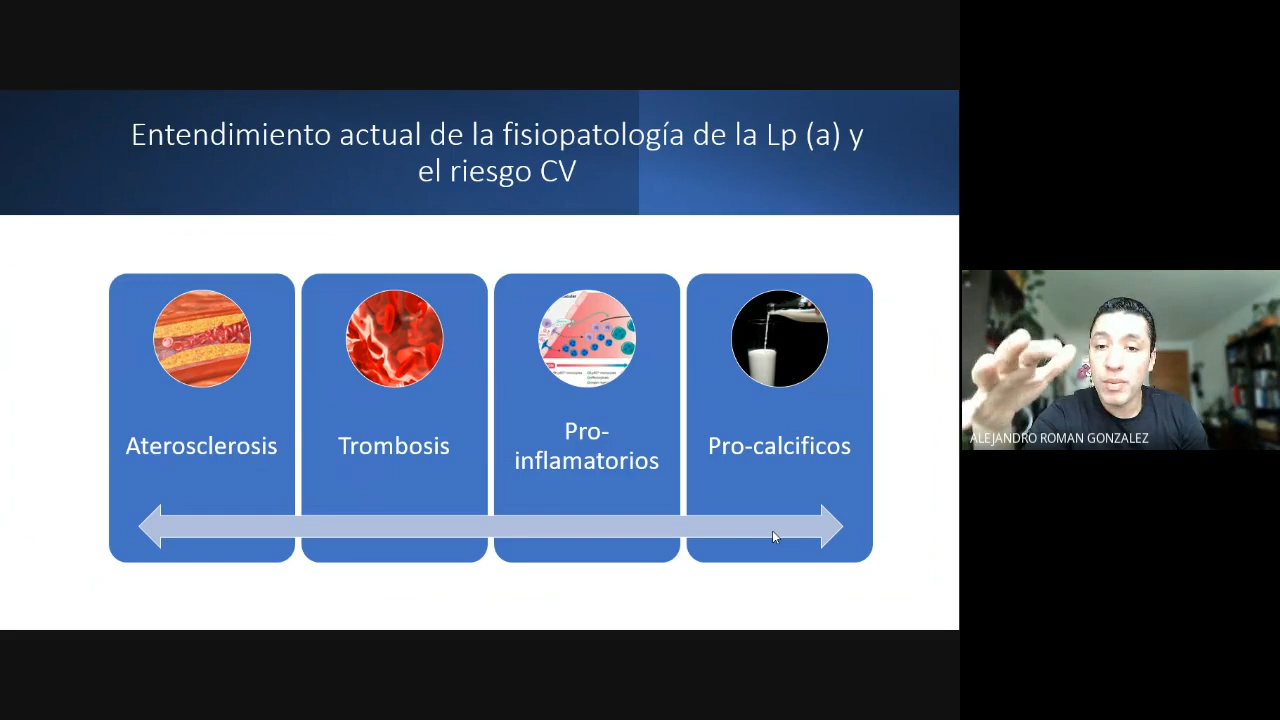 Entendimiento actual de la fisiopatología de la Lp (a) y
el riesgo CV
Aterosclerosis
Trombosis
Pro-
inflamatorios
Pro-calcificos
ALEJANDRO ROMAN GONZALEZ